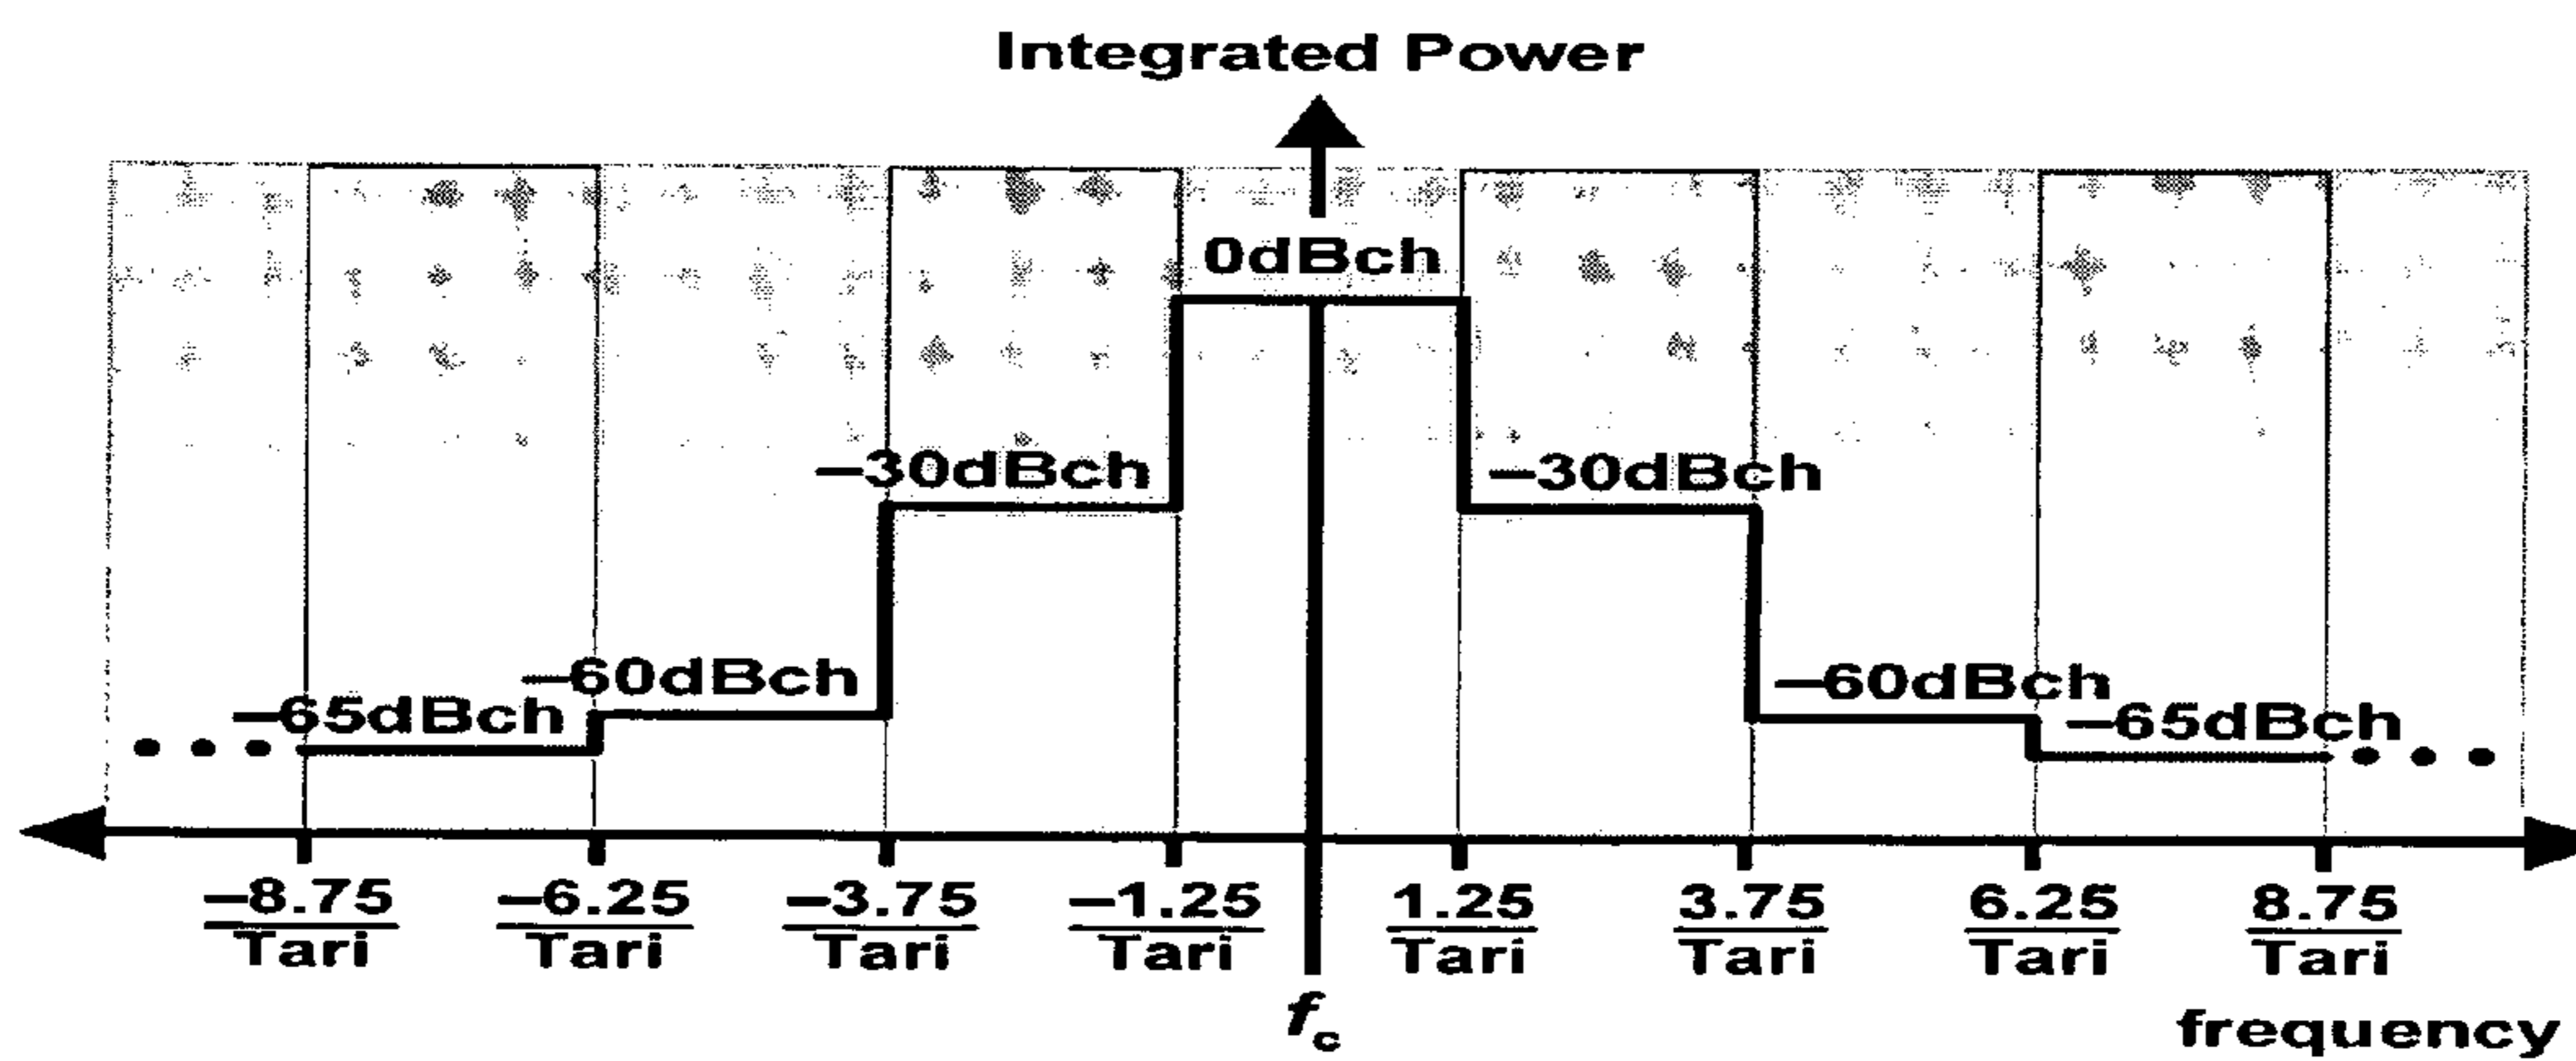 Integrated Power
0dBch
–30dBch
–30dBch
–60dBch
–60dBch
–65dBch
–65dBch
–8.75
Tari
–6.25
Tari
–3.75
Tari
–1.25
Tari
1.25
Tari
3.75
Tari
6.25
Tari
8.75
Tari
fc
frequency